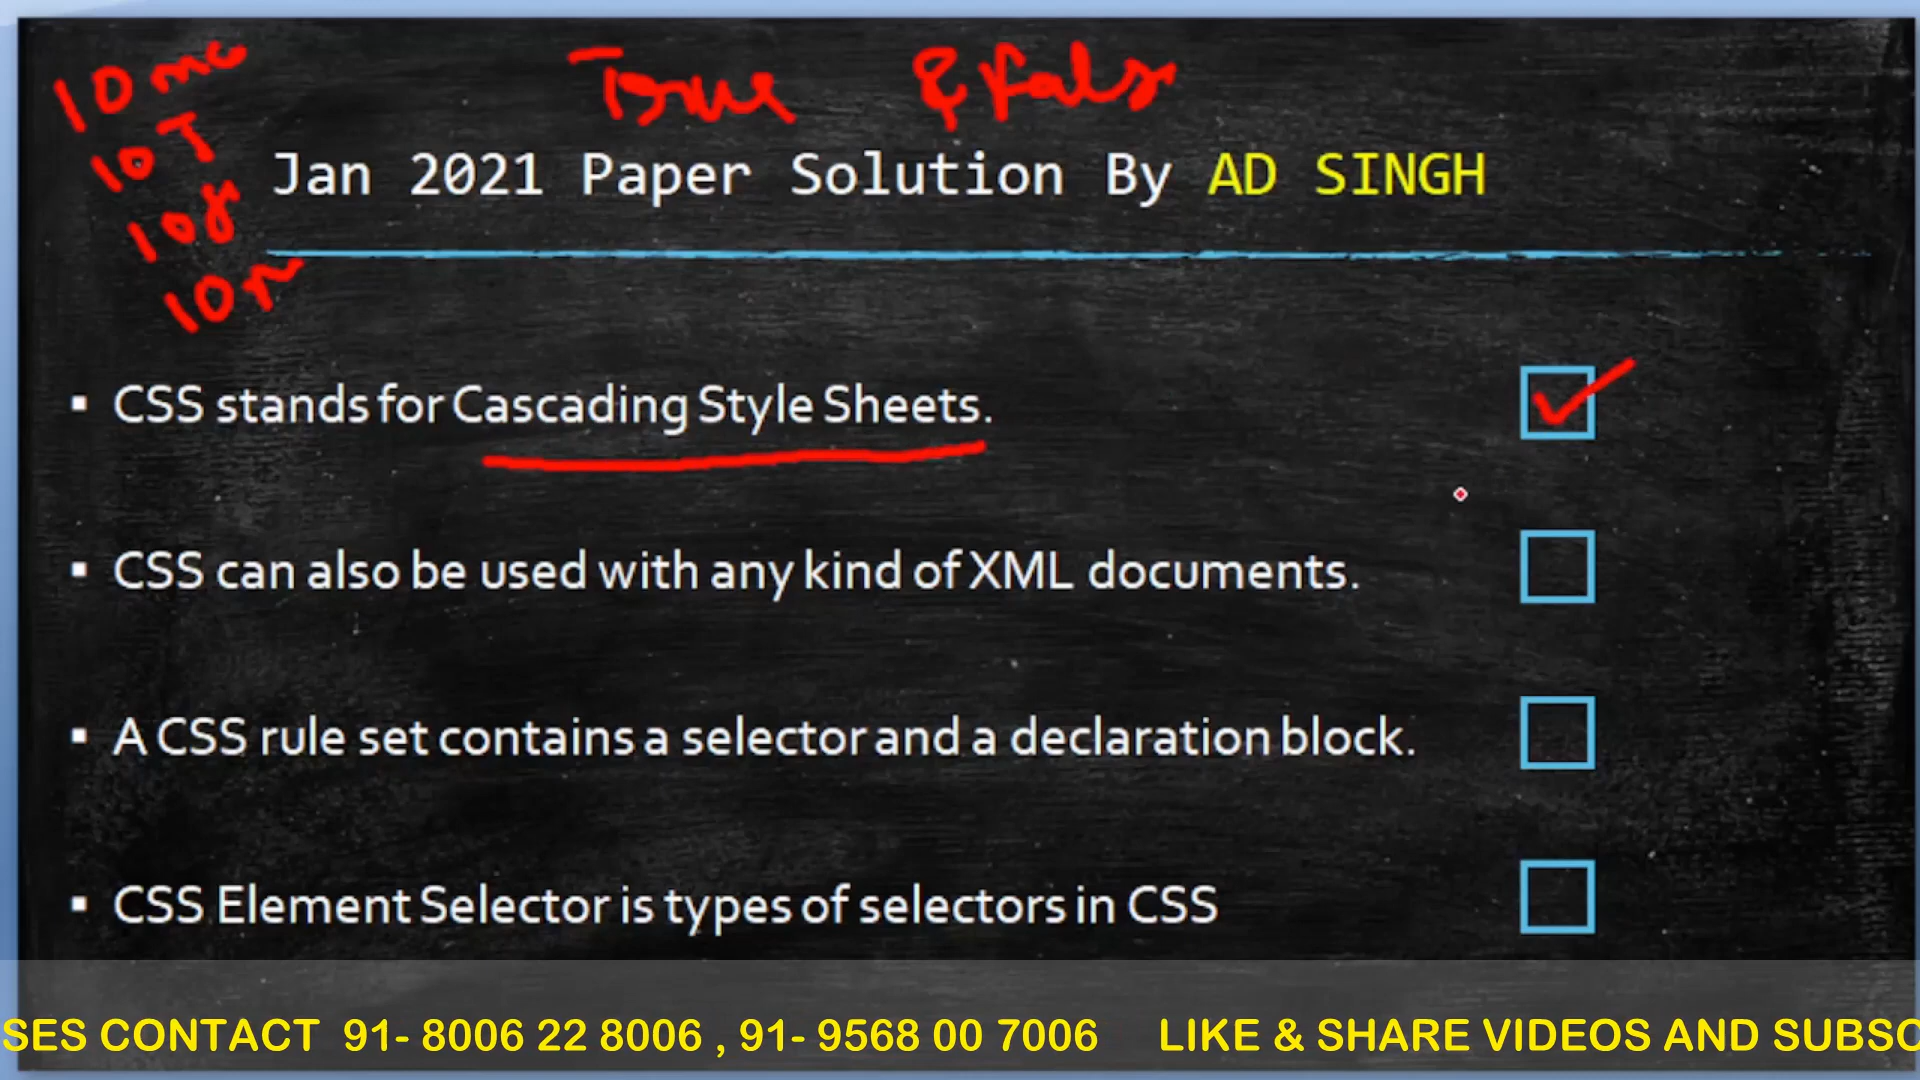 10 mc
True & fals
10 T
Jan 2021 Paper Solution By AD SINGH
10
10 m
CSS stands for Cascading Style Sheets.
CSS can also be used with any kind of XML documents.
A CSS rule set contains a selector and a declaration block.
CSS Element Selector is types of selectors in CSS
SES CONTACT 91- 8006 22 8006 , 91- 9568 00 7006 LIKE & SHARE VIDEOS AND SUBSC